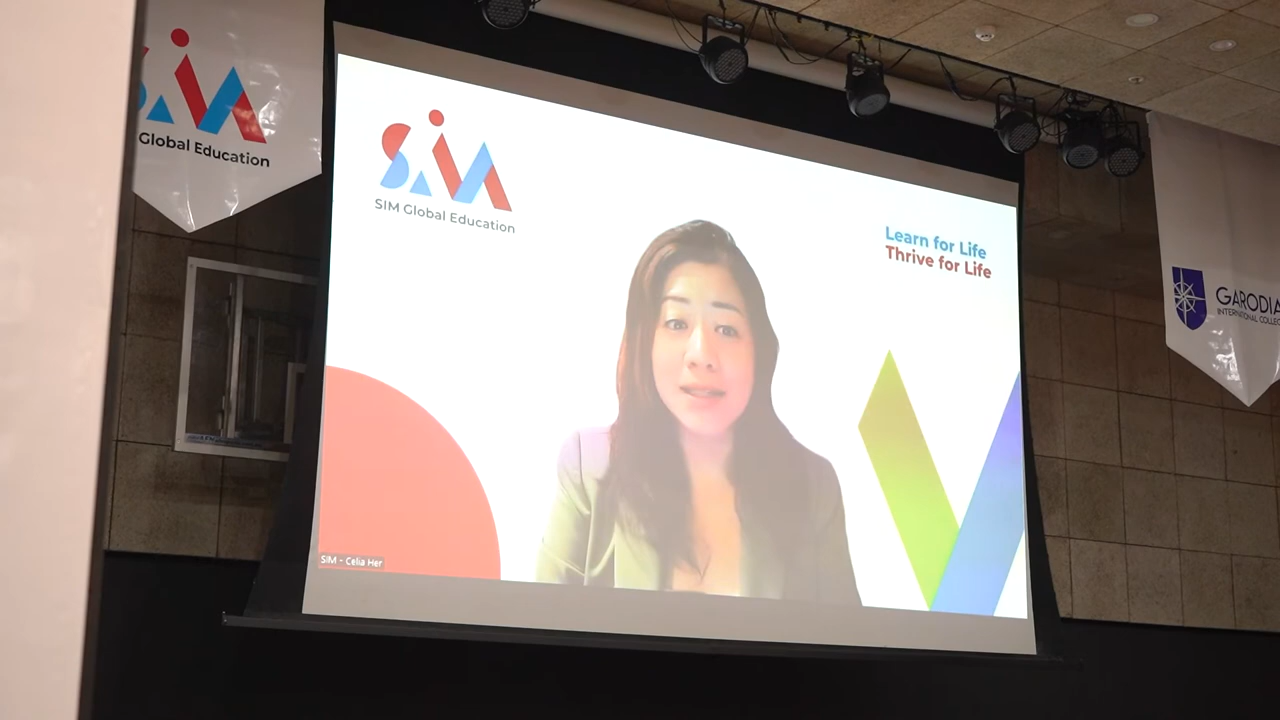 SIM
Global Education
SIM
SIM Global Education
Learn for Life
Thrive for Life
SIM - Celia Her
GARODIA
INTERNATIONAL COLLEGE